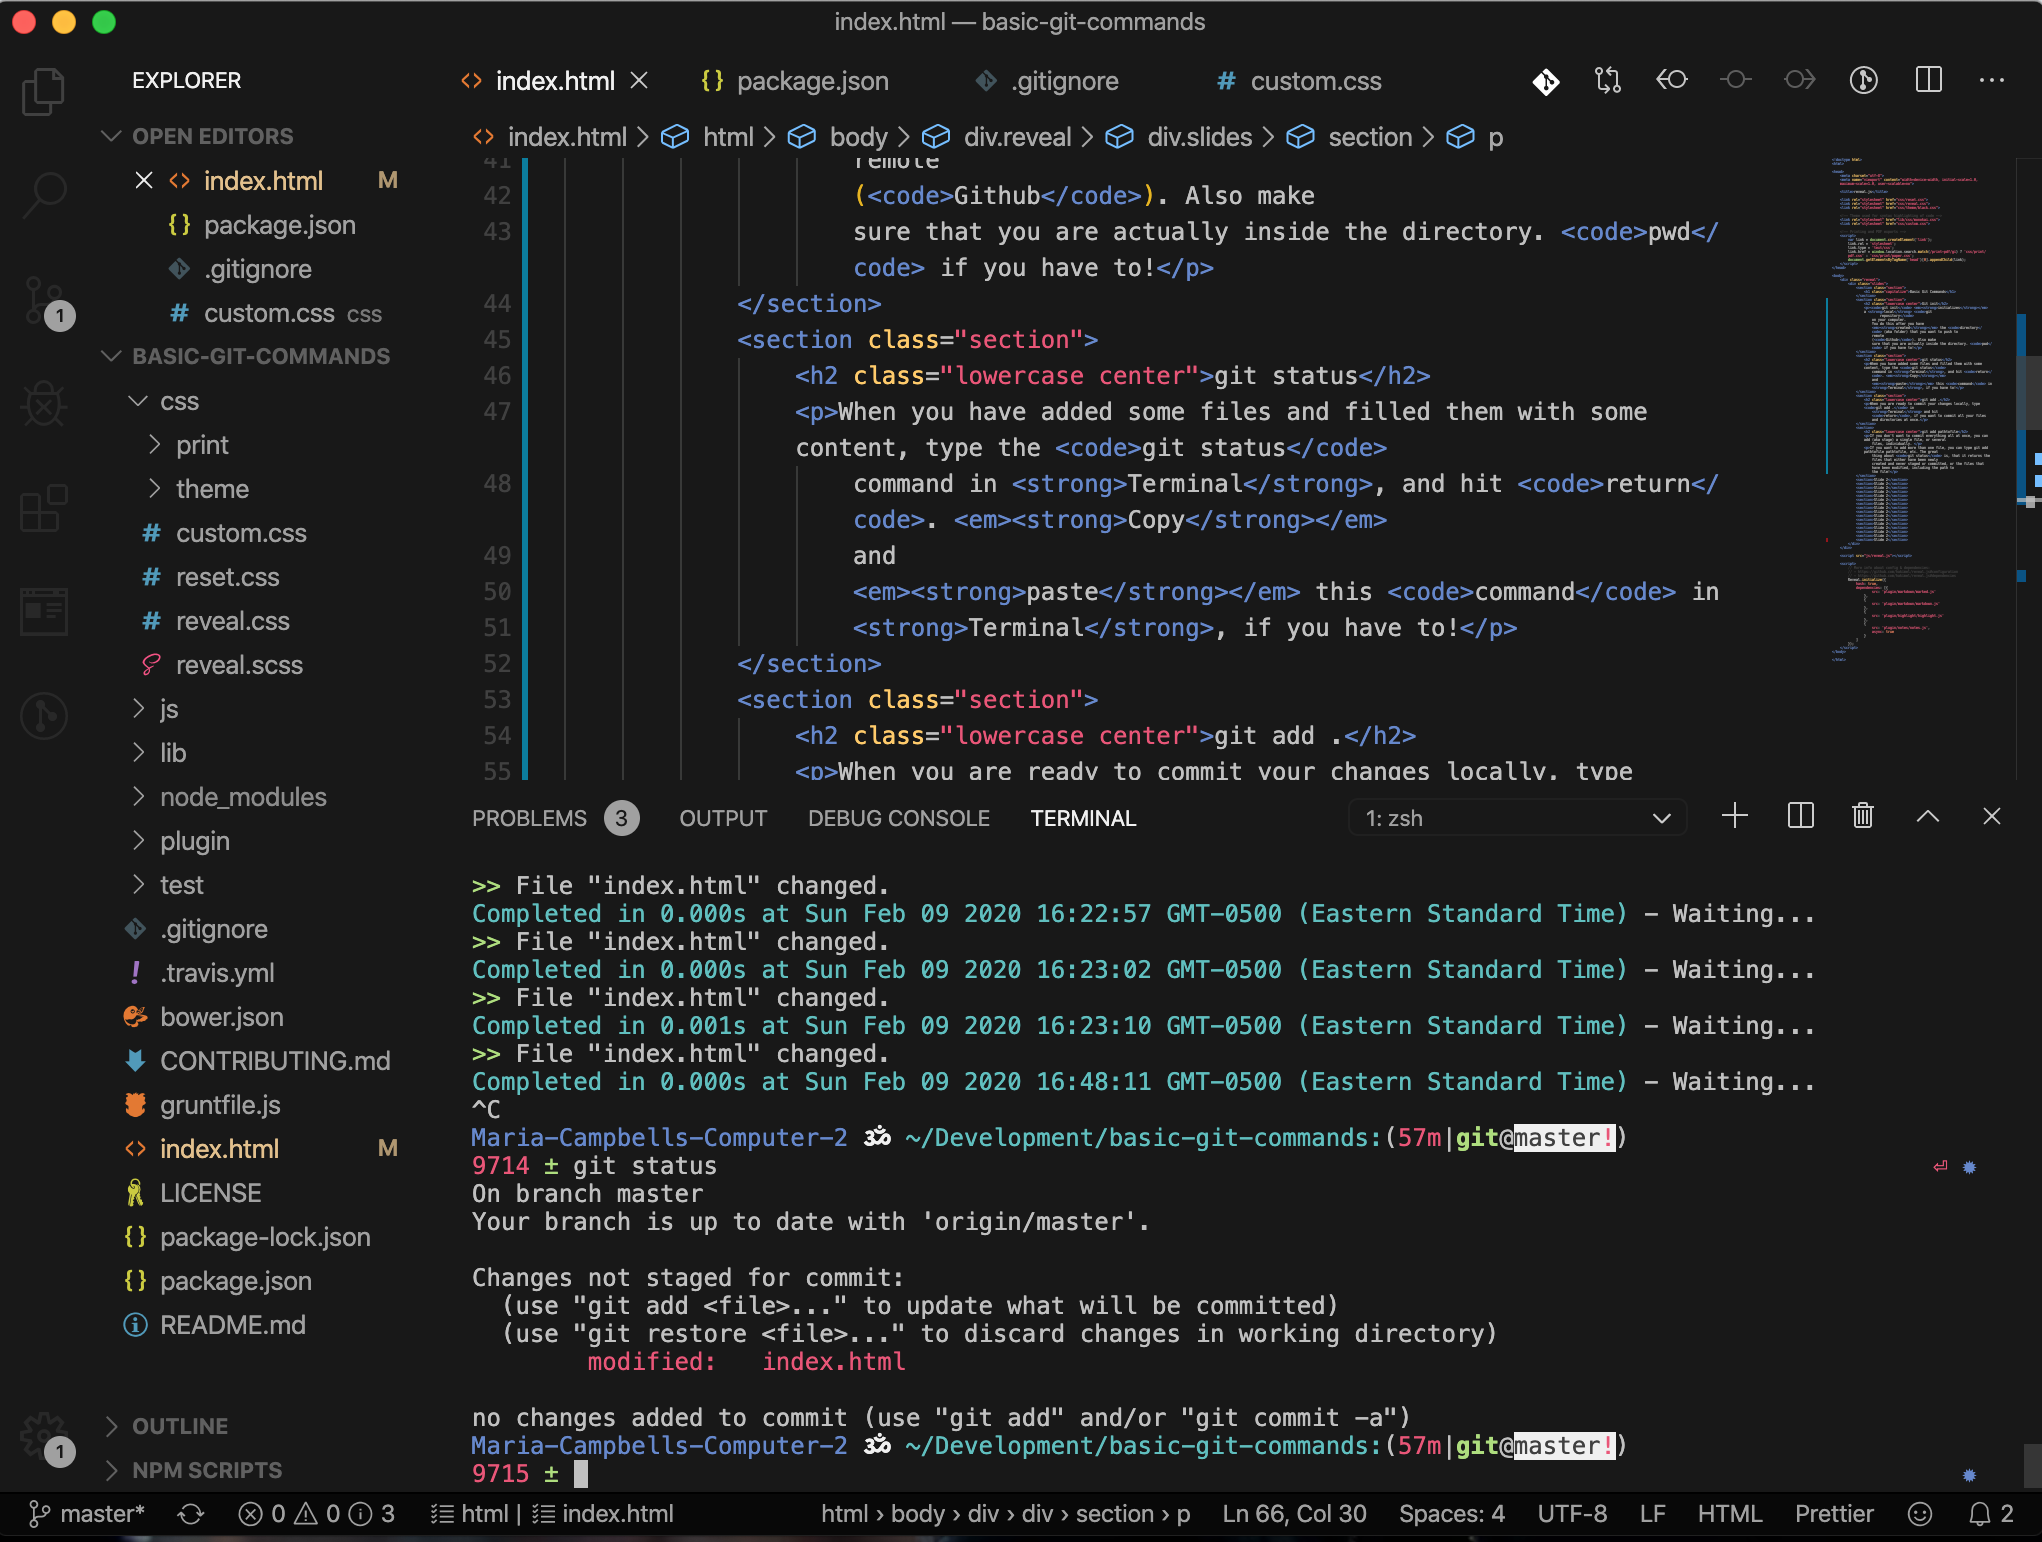 index.html — basic-git-commands
EXPLORER
OPEN EDITORS
index.html M
package.json
.gitignore
custom.css css
1
BASIC-GIT-COMMANDS
css
print
theme
custom.css
reset.css
reveal.css
reveal.scss
js
lib
node_modules
plugin
test
.gitignore
.travis.yml
bower.json
CONTRIBUTING.md
gruntfile.js
index.html M
LICENSE
package-lock.json
package.json
README.md
OUTLINE
1
NPM SCRIPTS
index.html
package.json
.gitignore
custom.css
index.html > html > body > div.reveal > div.slides > section > p
41 remote
42 (<code>Github</code>). Also make
43 sure that you are actually inside the directory. <code>pwd</
code> if you have to!</p>
44 </section>
45 <section class="section">
46 <h2 class="lowercase center">git status</h2>
47 <p>When you have added some files and filled them with some
content, type the <code>git status</code>
48 command in <strong>Terminal</strong>, and hit <code>return</
code>. <em><strong>Copy</strong></em>
49 and
50 <em><strong>paste</strong></em> this <code>command</code> in
51 <strong>Terminal</strong>, if you have to!</p>
52 </section>
53 <section class="section">
54 <h2 class="lowercase center">git add .</h2>
55 <p>When you are ready to commit your changes locally, type
PROBLEMS 3 OUTPUT DEBUG CONSOLE TERMINAL 1: zsh
>> File "index.html" changed.
Completed in 0.000s at Sun Feb 09 2020 16:22:57 GMT-0500 (Eastern Standard Time) - Waiting...
>> File "index.html" changed.
Completed in 0.000s at Sun Feb 09 2020 16:23:02 GMT-0500 (Eastern Standard Time) - Waiting...
>> File "index.html" changed.
Completed in 0.001s at Sun Feb 09 2020 16:23:10 GMT-0500 (Eastern Standard Time) - Waiting...
>> File "index.html" changed.
Completed in 0.000s at Sun Feb 09 2020 16:48:11 GMT-0500 (Eastern Standard Time) - Waiting...
^C
Maria-Campbells-Computer-2 ॐ ~/Development/basic-git-commands:(57m|git@master!)
9714 ± git status
On branch master
Your branch is up to date with 'origin/master'.
Changes not staged for commit:
(use "git add <file>..." to update what will be committed)
(use "git restore <file>..." to discard changes in working directory)
modified: index.html
no changes added to commit (use "git add" and/or "git commit -a")
Maria-Campbells-Computer-2 ॐ ~/Development/basic-git-commands:(57m|git@master!)
9715 ±
master* 0 0 3 html | index.html html › body › div › div › section › p Ln 66, Col 30 Spaces: 4 UTF-8 LF HTML Prettier 2